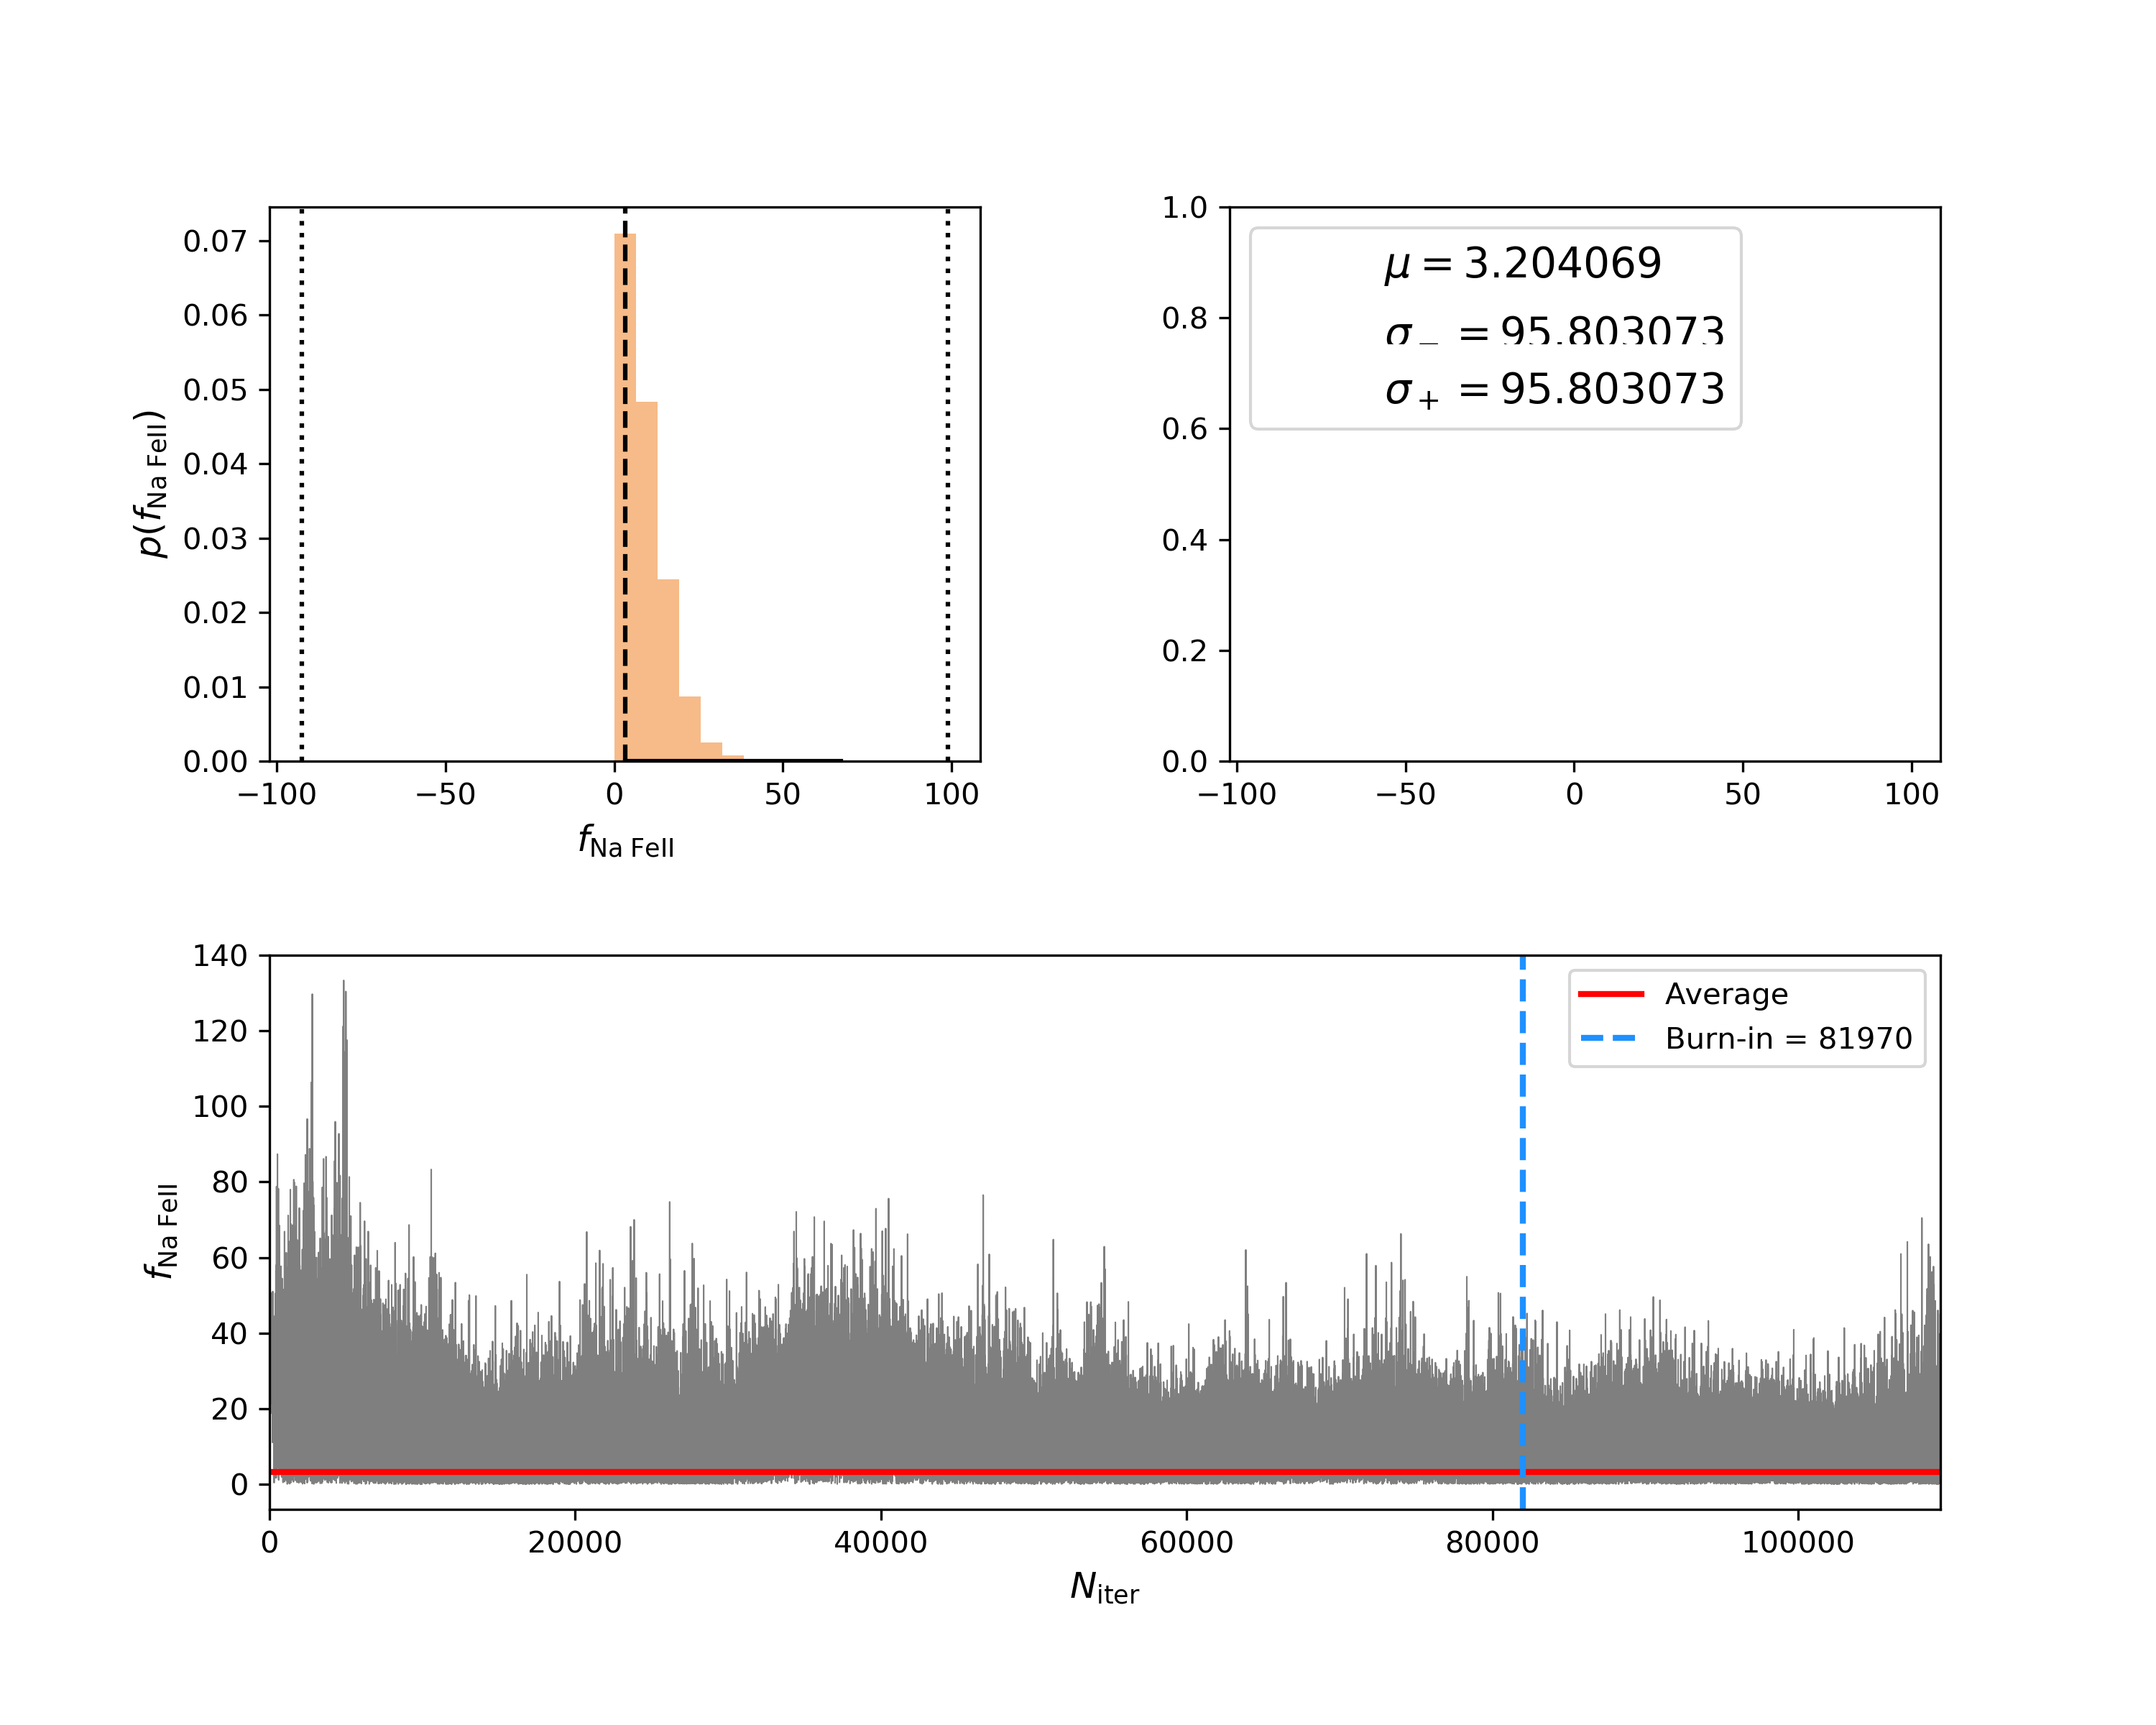 0.07
0.06
0.05
0.04
0.03
0.02
0.01
0.00
p(f_Na FeII)
−100 −50 0 50 100
f_Na FeII
1.0
0.8
0.6
0.4
0.2
0.0
μ = 3.204069
σ_− = 95.803073
σ_+ = 95.803073
−100 −50 0 50 100
140
120
100
80
60
40
20
0
f_Na FeII
Average
Burn-in = 81970
0 20000 40000 60000 80000 100000
N_iter